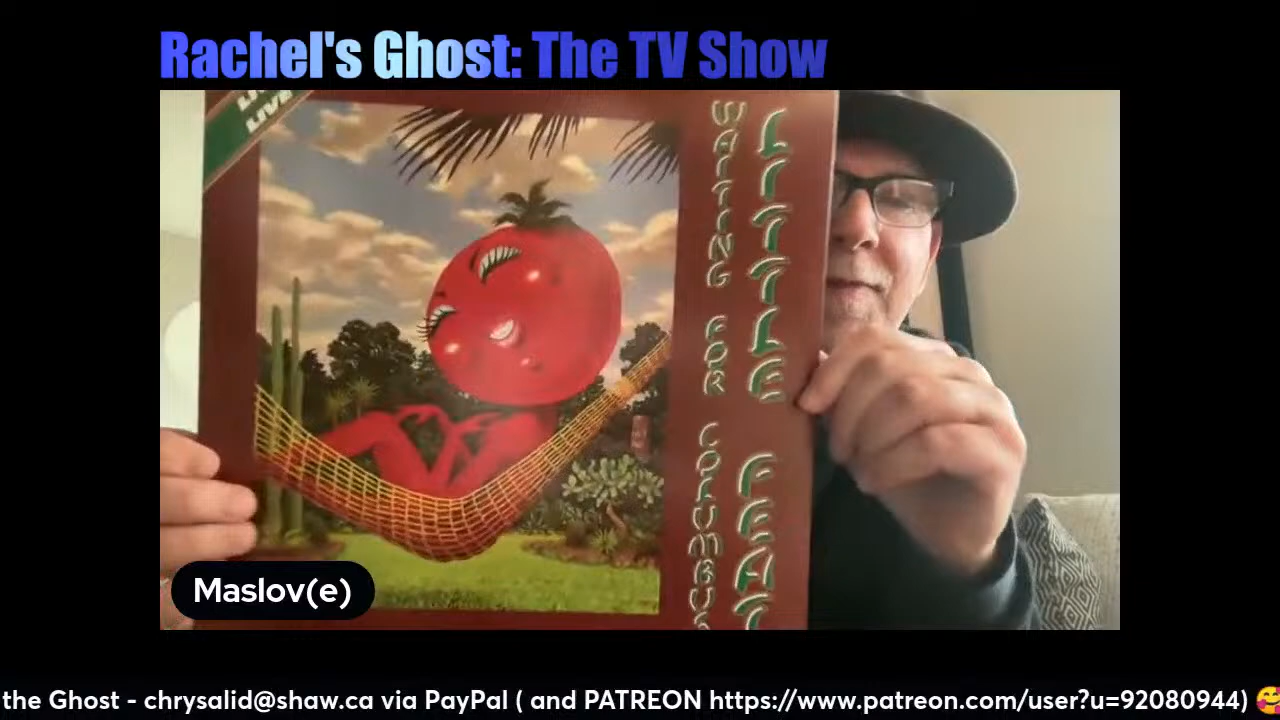 Rachel's Ghost: The TV Show
LIVE
WAITING FOR COLUMBUS
LITTLE FEAT
Maslov(e)
the Ghost - chrysalid@shaw.ca via PayPal ( and PATREON https://www.patreon.com/user?u=92080944) 🥰